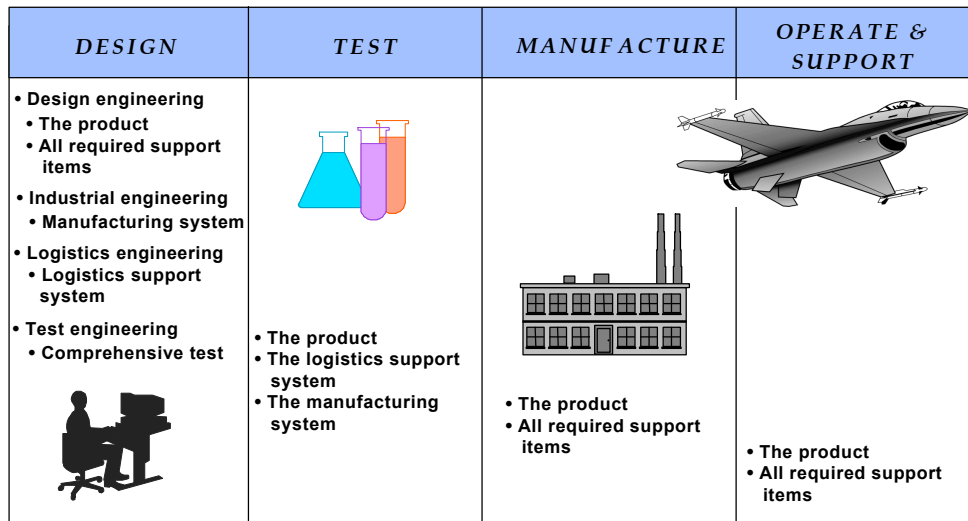 DESIGN
TEST
MANUFACTURE
OPERATE &
SUPPORT
• Design engineering
• The product
• All required support
items
• Industrial engineering
• Manufacturing system
• Logistics engineering
• Logistics support
system
• Test engineering
• Comprehensive test
• The product
• The logistics support
system
• The manufacturing
system
• The product
• All required support
items
• The product
• All required support
items